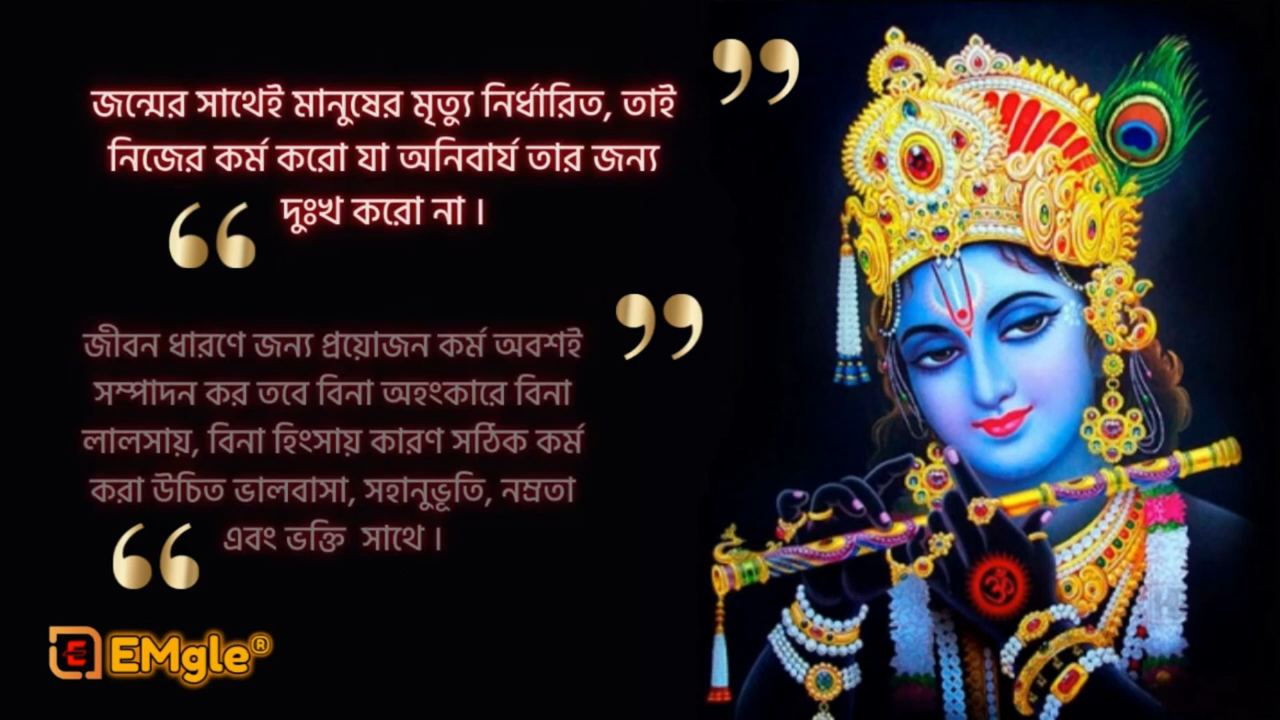 জন্মের সাথেই মানুষের মৃত্যু নির্ধারিত, তাই
নিজের কর্ম করো যা অনিবার্য তার জন্য
দুঃখ করো না ।
জীবন ধারণে জন্য প্রয়োজন কর্ম অবশই
সম্পাদন কর তবে বিনা অহংকারে বিনা
লালসায়, বিনা হিংসায় কারণ সঠিক কর্ম
করা উচিত ভালবাসা, সহানুভূতি, নম্রতা
এবং ভক্তি সাথে ।
EMgle®
ॐ